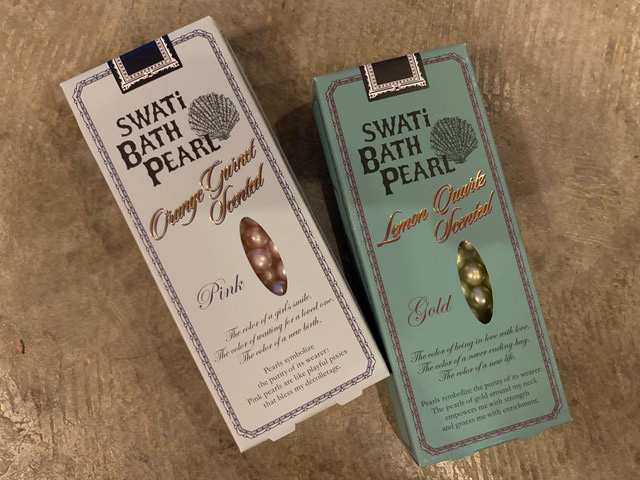 SWATi
BATH
PEARL
Orange Garnet
Scented
Pink
The color of a girl's smile.
The color of waiting for a loved one.
The color of a new birth.
Pearls symbolize
the purity of its wearer:
Pink pearls are like playful pixies
that bless my décolletage.
SWATi
BATH
PEARL
Lemon Quartz
Scented
Gold
The color of being in love with love.
The color of a never ending hug.
The color of a new life.
Pearls symbolize the purity of its wearer:
The pearls of gold around my neck
empowers me with strength
and graces me with enrichment.